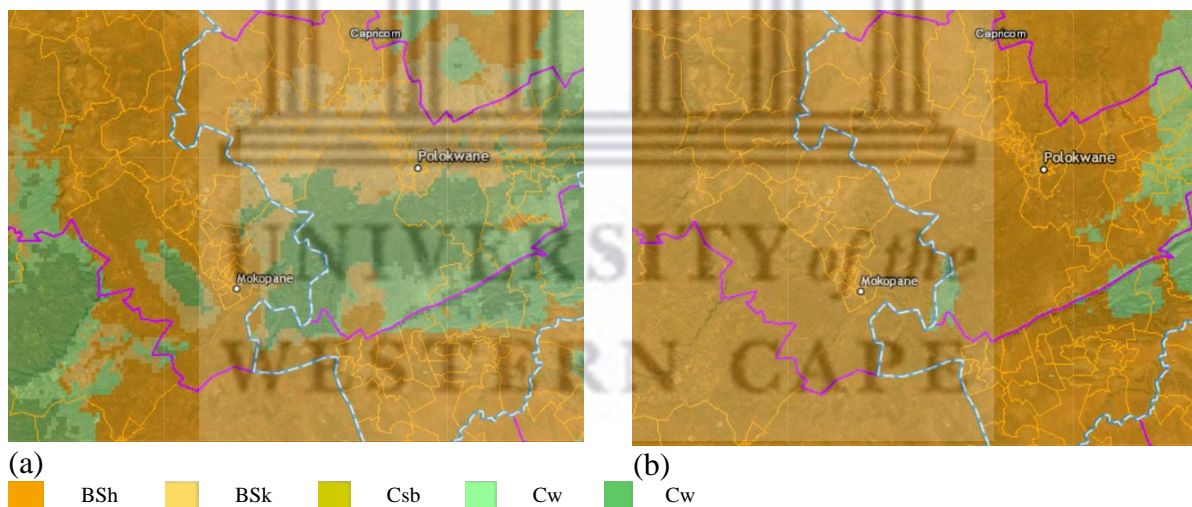 Capricorn
Capricorn
Polokwane
Polokwane
UNIVERSITY of the
Mokopane
Mokopane
WESTERN CAPE
(a)
(b)
BSh BSk Csb Cw Cw